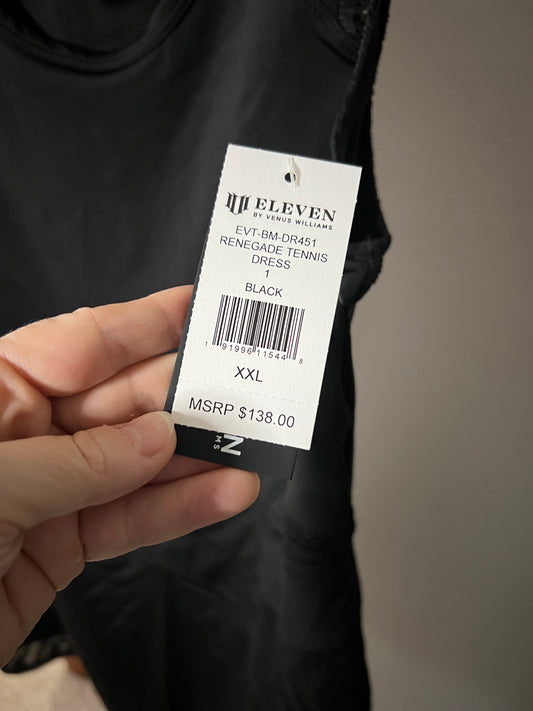 ELEVEN
BY VENUS WILLIAMS
EVT-BM-DR451
RENEGADE TENNIS
DRESS
1
BLACK
1 91996 11544 8
XXL
MSRP $138.00
N
MS